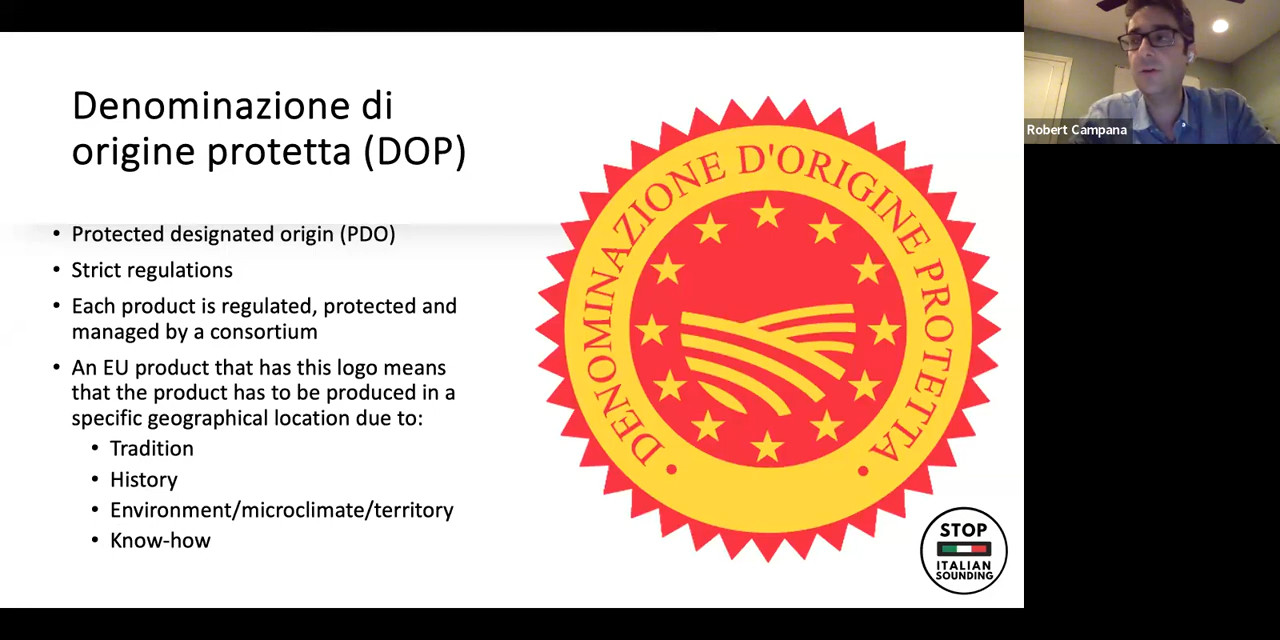 Denominazione di
origine protetta (DOP)
• Protected designated origin (PDO)
• Strict regulations
• Each product is regulated, protected and
managed by a consortium
• An EU product that has this logo means
that the product has to be produced in a
specific geographical location due to:
• Tradition
• History
• Environment/microclimate/territory
• Know-how
• DENOMINAZIONE D'ORIGINE PROTETTA •
STOP
ITALIAN
SOUNDING
Robert Campana